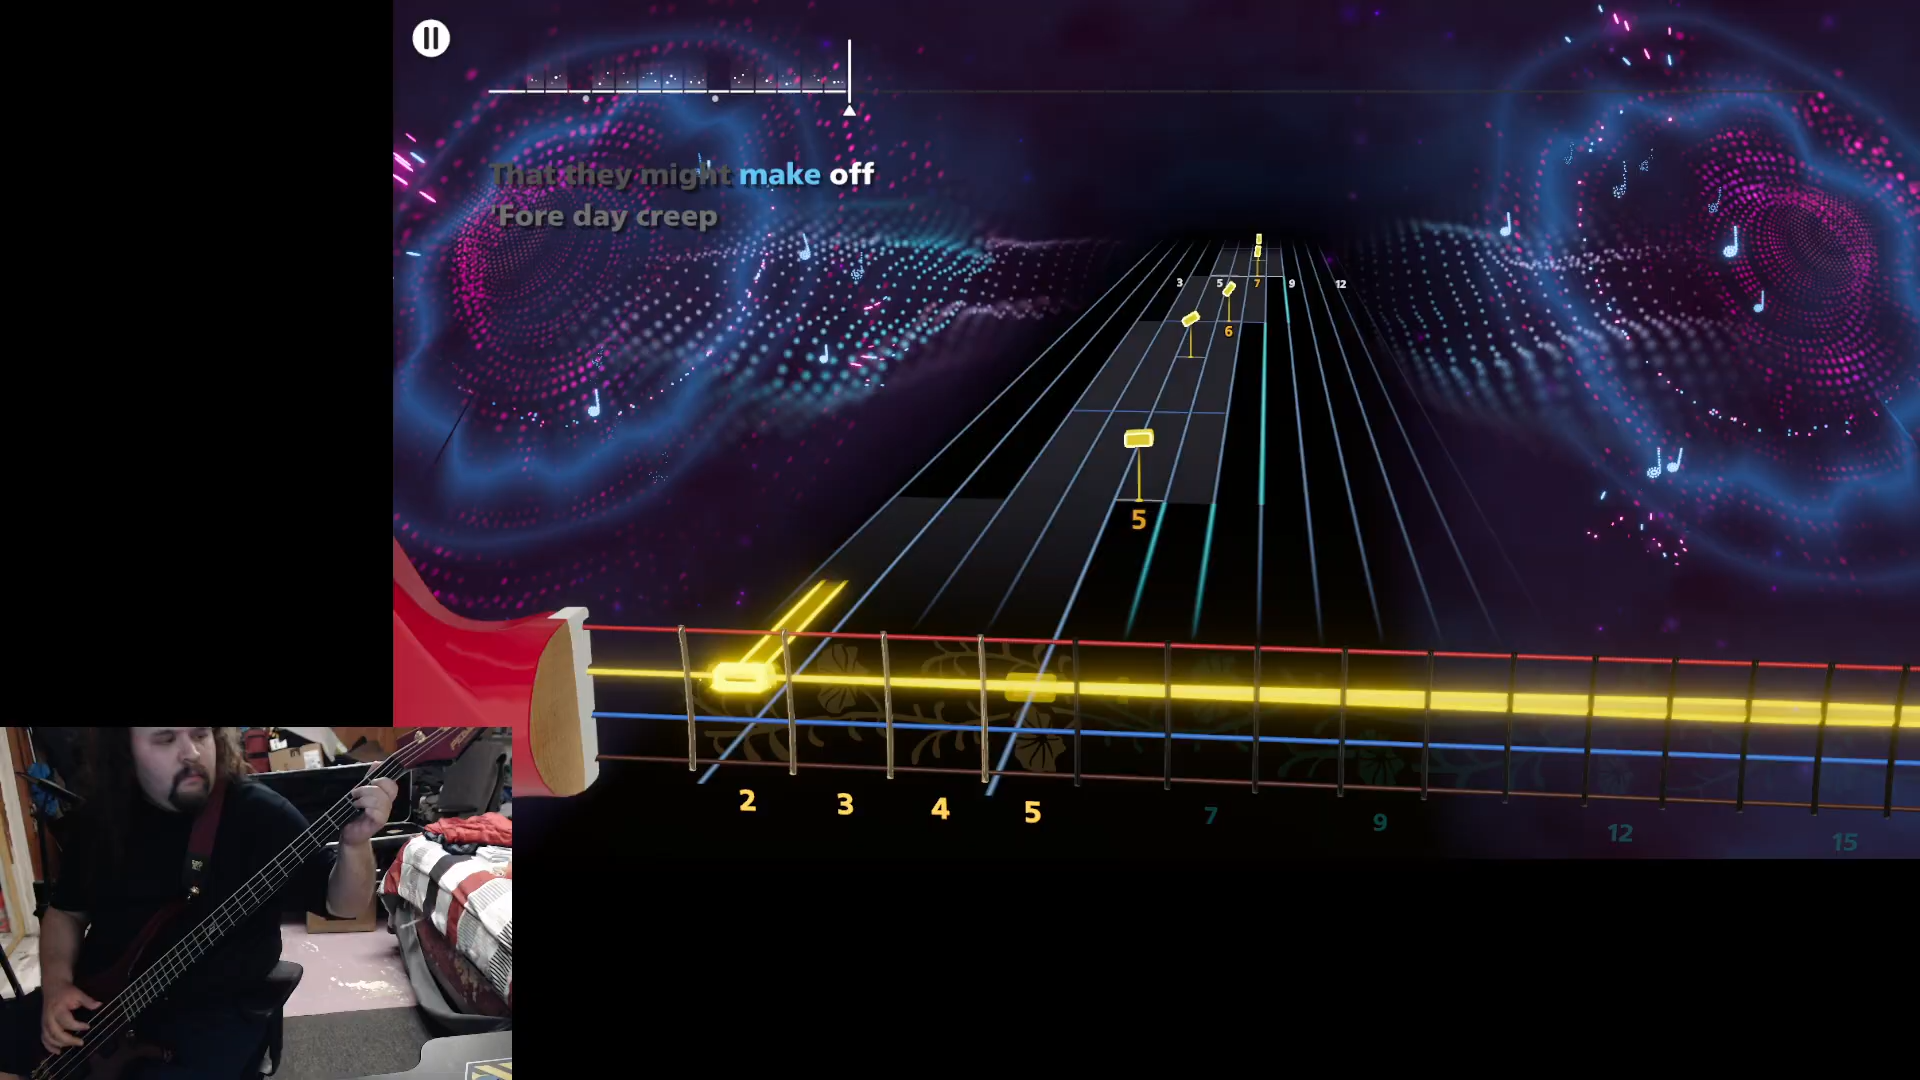 That they might make off
'Fore day creep
3 5 7 9 12
6
5
2 3 4 5 7 9 12 15